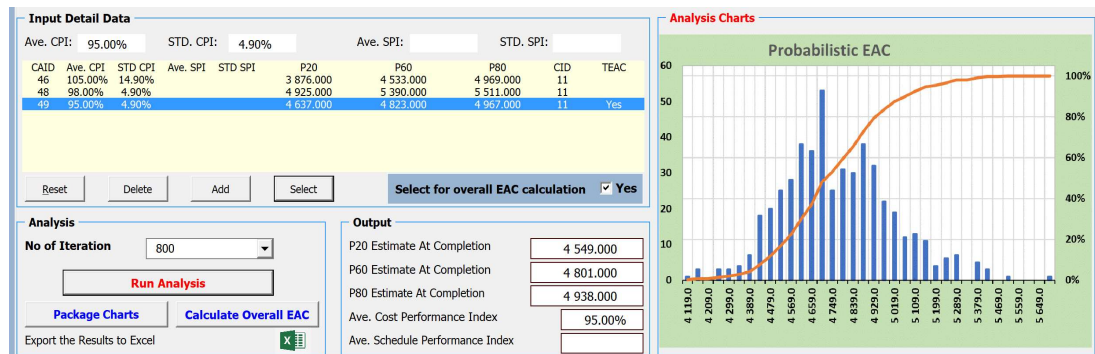 Input Detail Data
Ave. CPI: 95.00% STD. CPI: 4.90% Ave. SPI: STD. SPI:
CAID Ave. CPI STD CPI Ave. SPI STD SPI P20 P60 P80 CID TEAC
46 105.00% 14.90% 3 876.000 4 533.000 4 969.000 11
48 98.00% 4.90% 4 925.000 5 390.000 5 511.000 11
49 95.00% 4.90% 4 637.000 4 823.000 4 967.000 11 Yes
Reset Delete Add Select Select for overall EAC calculation Yes
Analysis
No of Iteration 800
Run Analysis
Package Charts Calculate Overall EAC
Export the Results to Excel
Output
P20 Estimate At Completion 4 549.000
P60 Estimate At Completion 4 801.000
P80 Estimate At Completion 4 938.000
Ave. Cost Performance Index 95.00%
Ave. Schedule Performance Index
Analysis Charts
Probabilistic EAC
60
50
40
30
20
10
0
100%
80%
60%
40%
20%
0%
4 119.0 4 209.0 4 299.0 4 389.0 4 479.0 4 569.0 4 659.0 4 749.0 4 839.0 4 929.0 5 019.0 5 109.0 5 199.0 5 289.0 5 379.0 5 469.0 5 559.0 5 649.0